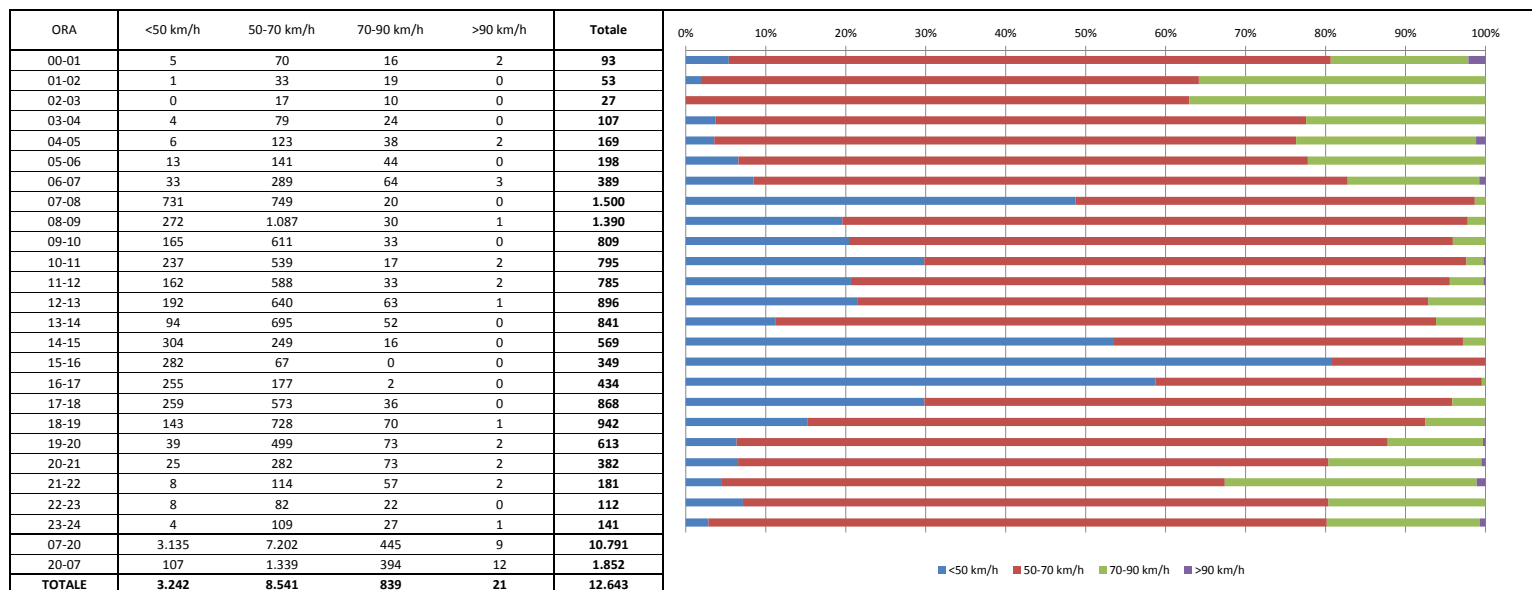 ORA <50 km/h 50-70 km/h 70-90 km/h >90 km/h Totale
0% 10% 20% 30% 40% 50% 60% 70% 80% 90% 100%
00-01 5 70 16 2 93
01-02 1 33 19 0 53
02-03 0 17 10 0 27
03-04 4 79 24 0 107
04-05 6 123 38 2 169
05-06 13 141 44 0 198
06-07 33 289 64 3 389
07-08 731 749 20 0 1.500
08-09 272 1.087 30 1 1.390
09-10 165 611 33 0 809
10-11 237 539 17 2 795
11-12 162 588 33 2 785
12-13 192 640 63 1 896
13-14 94 695 52 0 841
14-15 304 249 16 0 569
15-16 282 67 0 0 349
16-17 255 177 2 0 434
17-18 259 573 36 0 868
18-19 143 728 70 1 942
19-20 39 499 73 2 613
20-21 25 282 73 2 382
21-22 8 114 57 2 181
22-23 8 82 22 0 112
23-24 4 109 27 1 141
07-20 3.135 7.202 445 9 10.791
20-07 107 1.339 394 12 1.852
TOTALE 3.242 8.541 839 21 12.643
<50 km/h 50-70 km/h 70-90 km/h >90 km/h